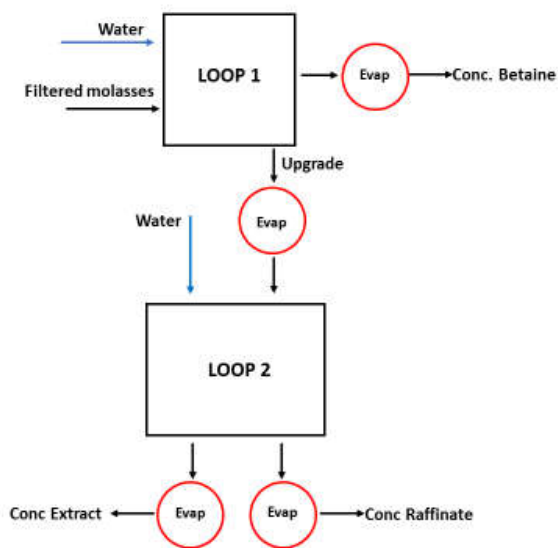 Water
LOOP 1
Evap
Conc. Betaine
Filtered molasses
Upgrade
Water
Evap
LOOP 2
Conc Extract
Evap
Evap
Conc Raffinate